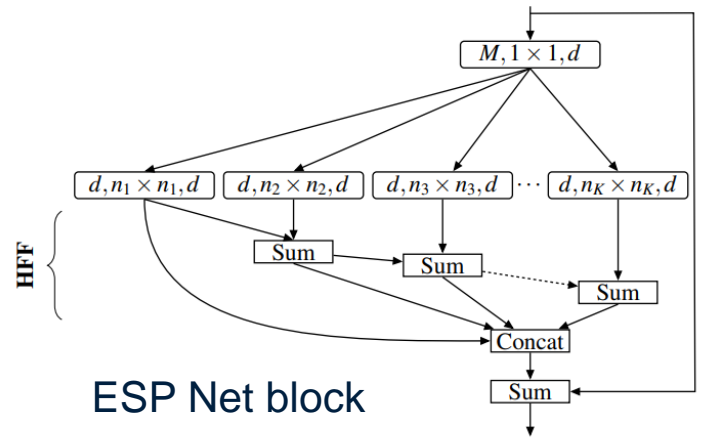 M, 1 × 1, d
d, n₁ × n₁, d
d, n₂ × n₂, d
d, n₃ × n₃, d
···
d, n_K × n_K, d
HFF
Sum
Sum
Sum
Concat
Sum
ESP Net block